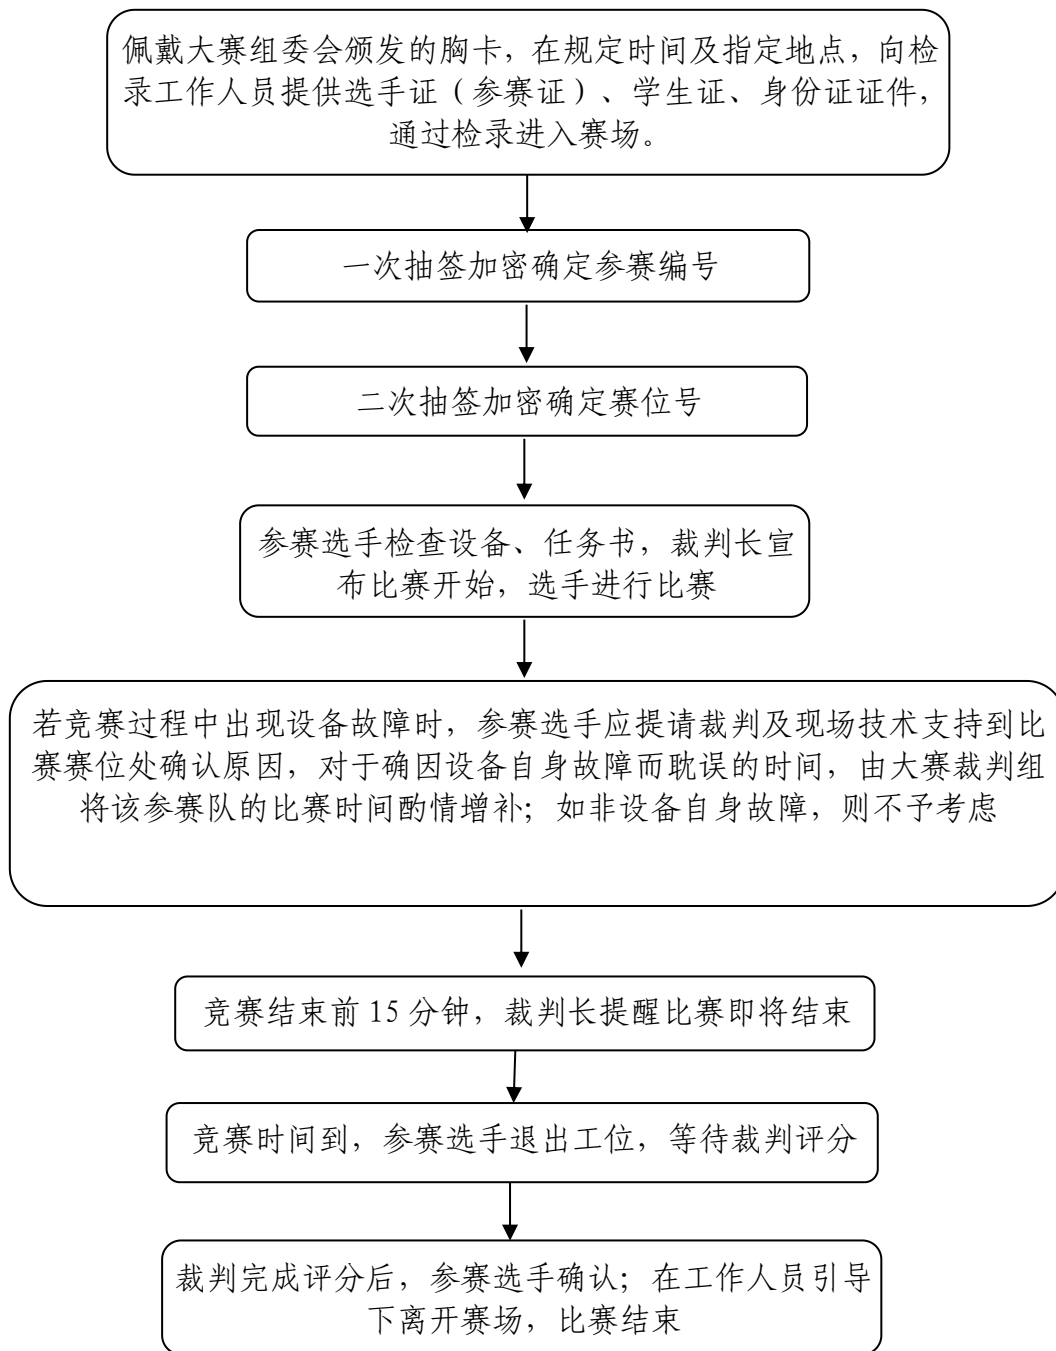 佩戴大赛组委会颁发的胸卡，在规定时间及指定地点，向检
录工作人员提供选手证（参赛证）、学生证、身份证证件，
通过检录进入赛场。
一次抽签加密确定参赛编号
二次抽签加密确定赛位号
参赛选手检查设备、任务书，裁判长宣
布比赛开始，选手进行比赛
若竞赛过程中出现设备故障时，参赛选手应提请裁判及现场技术支持到比
赛赛位处确认原因，对于确因设备自身故障而耽误的时间，由大赛裁判组
将该参赛队的比赛时间酌情增补；如非设备自身故障，则不予考虑
竞赛结束前 15 分钟，裁判长提醒比赛即将结束
竞赛时间到，参赛选手退出工位，等待裁判评分
裁判完成评分后，参赛选手确认；在工作人员引导
下离开赛场，比赛结束